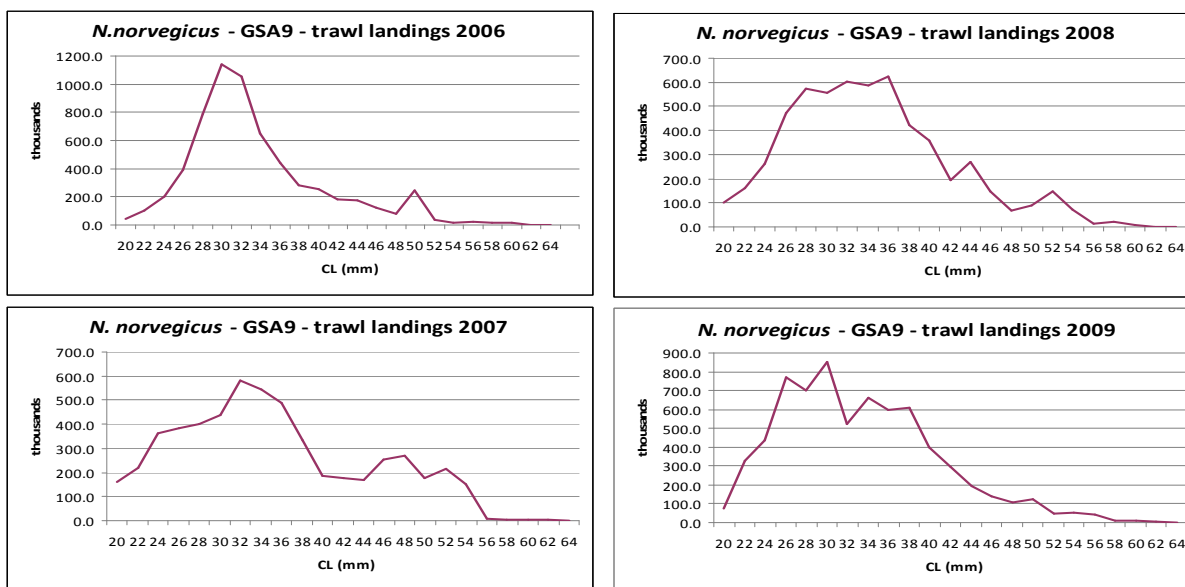 N.norvegicus - GSA9 - trawl landings 2006
1200.0
1000.0
800.0
600.0
400.0
200.0
0.0
thousands
20 22 24 26 28 30 32 34 36 38 40 42 44 46 48 50 52 54 56 58 60 62 64
CL (mm)
N. norvegicus - GSA9 - trawl landings 2008
700.0
600.0
500.0
400.0
300.0
200.0
100.0
0.0
thousands
20 22 24 26 28 30 32 34 36 38 40 42 44 46 48 50 52 54 56 58 60 62 64
CL (mm)
N. norvegicus - GSA9 - trawl landings 2007
700.0
600.0
500.0
400.0
300.0
200.0
100.0
0.0
thousands
20 22 24 26 28 30 32 34 36 38 40 42 44 46 48 50 52 54 56 58 60 62 64
CL (mm)
N. norvegicus - GSA9 - trawl landings 2009
900.0
800.0
700.0
600.0
500.0
400.0
300.0
200.0
100.0
0.0
thousands
20 22 24 26 28 30 32 34 36 38 40 42 44 46 48 50 52 54 56 58 60 62 64
CL (mm)